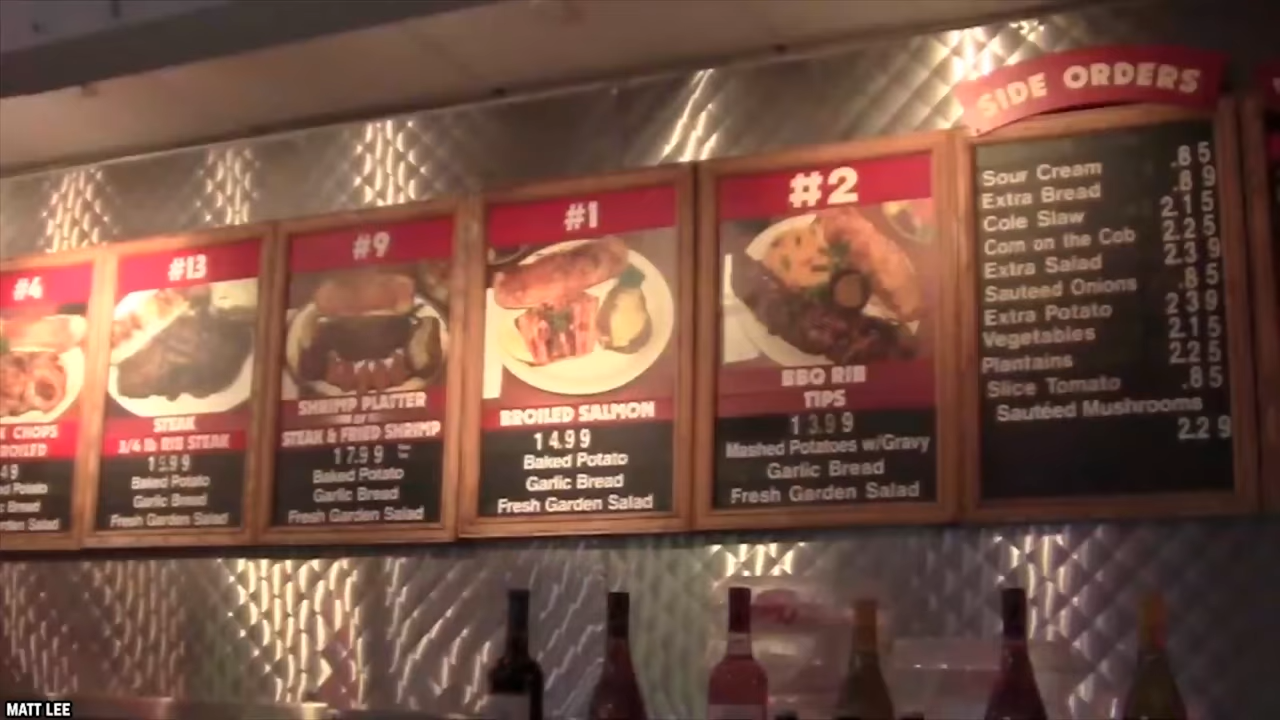 #4
CHOPS
#13
STEAK
3/4 lb RIB STEAK
15.99
Baked Potato
Garlic Bread
Fresh Garden Salad
#9
SHRIMP PLATTER
STEAK & FRIED SHRIMP
17.99
Baked Potato
Garlic Bread
Fresh Garden Salad
#1
BROILED SALMON
14.99
Baked Potato
Garlic Bread
Fresh Garden Salad
#2
BBQ RIB
TIPS
13.99
Mashed Potatoes w/Gravy
Garlic Bread
Fresh Garden Salad
SIDE ORDERS
Sour Cream .85
Extra Bread .89
Cole Slaw 2.15
Corn on the Cob 2.25
Extra Salad 2.39
Sauteed Onions .85
Extra Potato 2.39
Vegetables 2.15
Plantains 2.25
Slice Tomato .85
Sauteed Mushrooms
2.29
MATT LEE